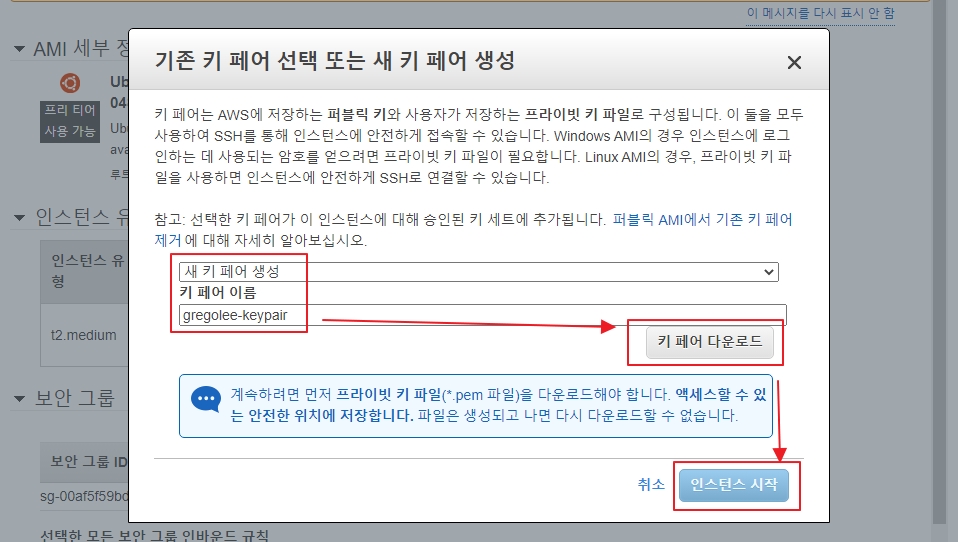 이 메시지를 다시 표시 안 함
AMI 세부 정
프리 티어
사용 가능
Ub
04
Ubu
ava
루트
인스턴스 유
인스턴스 유
형
t2.medium
보안 그룹
보안 그룹 ID
sg-00af5f59bd
선택한 모든 보안 그룹 인바운드 규칙
기존 키 페어 선택 또는 새 키 페어 생성
키 페어는 AWS에 저장하는 퍼블릭 키와 사용자가 저장하는 프라이빗 키 파일로 구성됩니다. 이 둘을 모두
사용하여 SSH를 통해 인스턴스에 안전하게 접속할 수 있습니다. Windows AMI의 경우 인스턴스에 로그
인하는 데 사용되는 암호를 얻으려면 프라이빗 키 파일이 필요합니다. Linux AMI의 경우, 프라이빗 키 파
일을 사용하면 인스턴스에 안전하게 SSH로 연결할 수 있습니다.
참고: 선택한 키 페어가 이 인스턴스에 대해 승인된 키 세트에 추가됩니다. 퍼블릭 AMI에서 기존 키 페어
제거 에 대해 자세히 알아보십시오.
새 키 페어 생성
키 페어 이름
gregolee-keypair
키 페어 다운로드
계속하려면 먼저 프라이빗 키 파일(*.pem 파일)을 다운로드해야 합니다. 액세스할 수 있
는 안전한 위치에 저장합니다. 파일은 생성되고 나면 다시 다운로드할 수 없습니다.
취소
인스턴스 시작